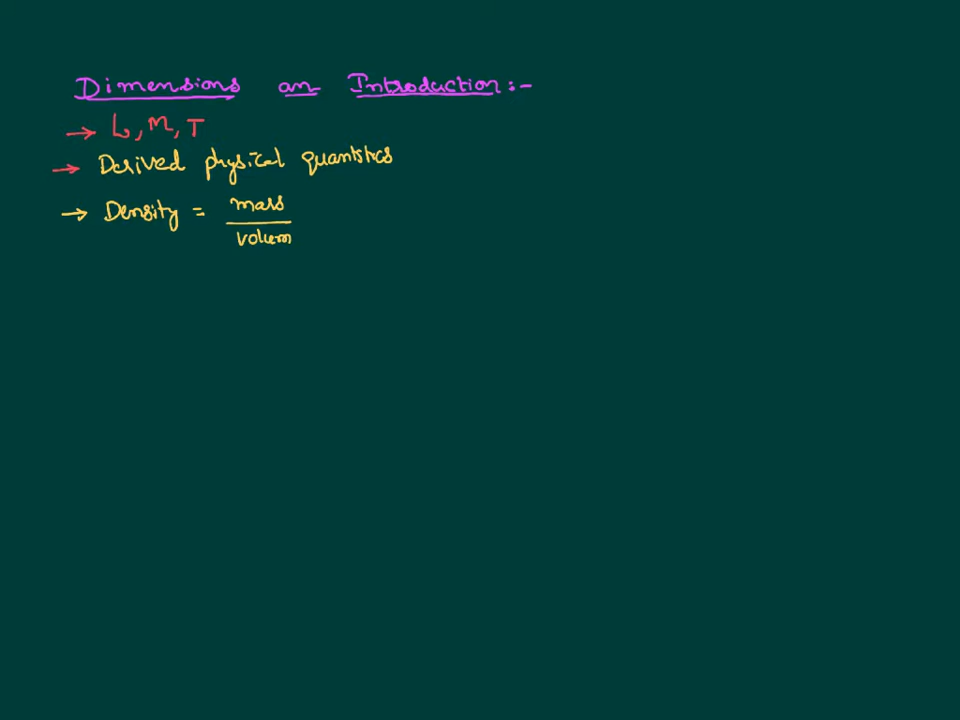 Dimensions an Introduction :-
→ L, M, T
→ Derived physical quantities
→ Density = mass
volum